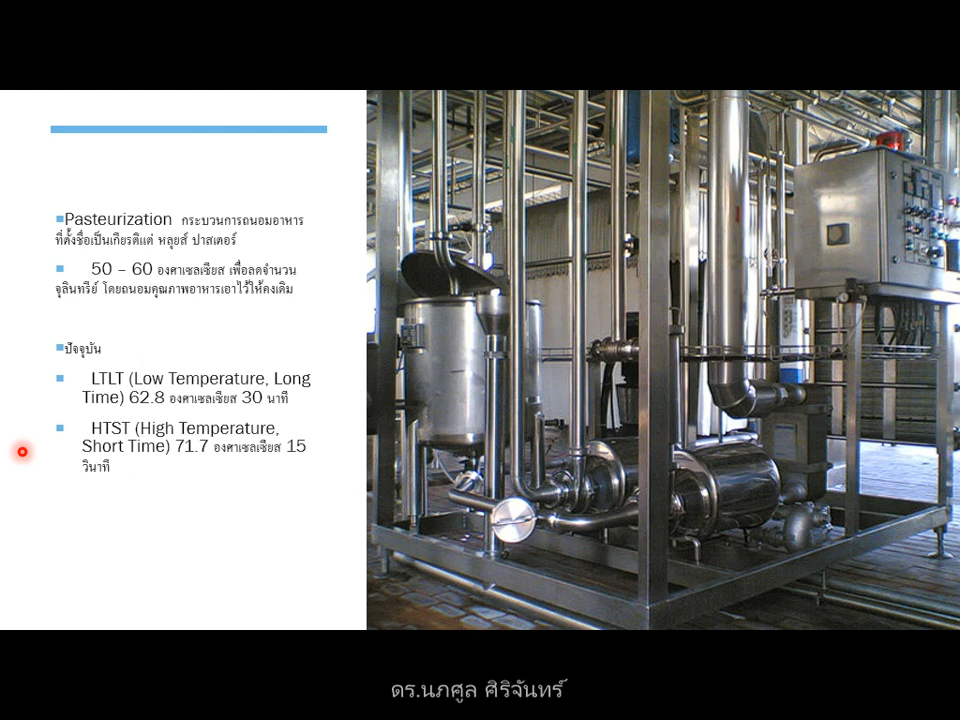 Pasteurization กระบวนการถนอมอาหาร
ที่ตั้งชื่อเป็นเกียรติแด่ หลุยส์ ปาสเตอร์
50 – 60 องศาเซลเซียส เพื่อลดจำนวน
จุลินทรีย์ โดยถนอมคุณภาพอาหารเอาไว้ให้คงเดิม
ปัจจุบัน
LTLT (Low Temperature, Long
Time) 62.8 องศาเซลเซียส 30 นาที
HTST (High Temperature,
Short Time) 71.7 องศาเซลเซียส 15
วินาที
ดร.นภศูล ศิริจันทร์